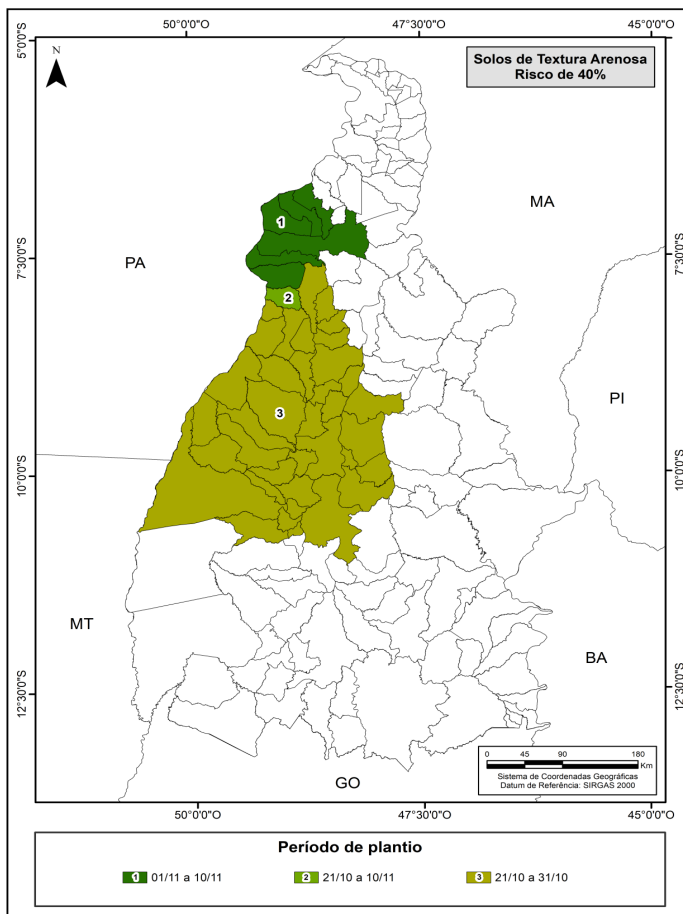 50°0'0"O 47°30'0"O 45°0'0"O
5°0'0"S
N
Solos de Textura Arenosa
Risco de 40%
MA
1
PA
7°30'0"S 7°30'0"S
2
PI
3
10°0'0"S 10°0'0"S
MT
BA
12°30'0"S 12°30'0"S
0 45 90 180
Km
Sistema de Coordenadas Geográficas
Datum de Referência: SIRGAS 2000
GO
50°0'0"O 47°30'0"O 45°0'0"O
Período de plantio
1 01/11 a 10/11 2 21/10 a 10/11 3 21/10 a 31/10